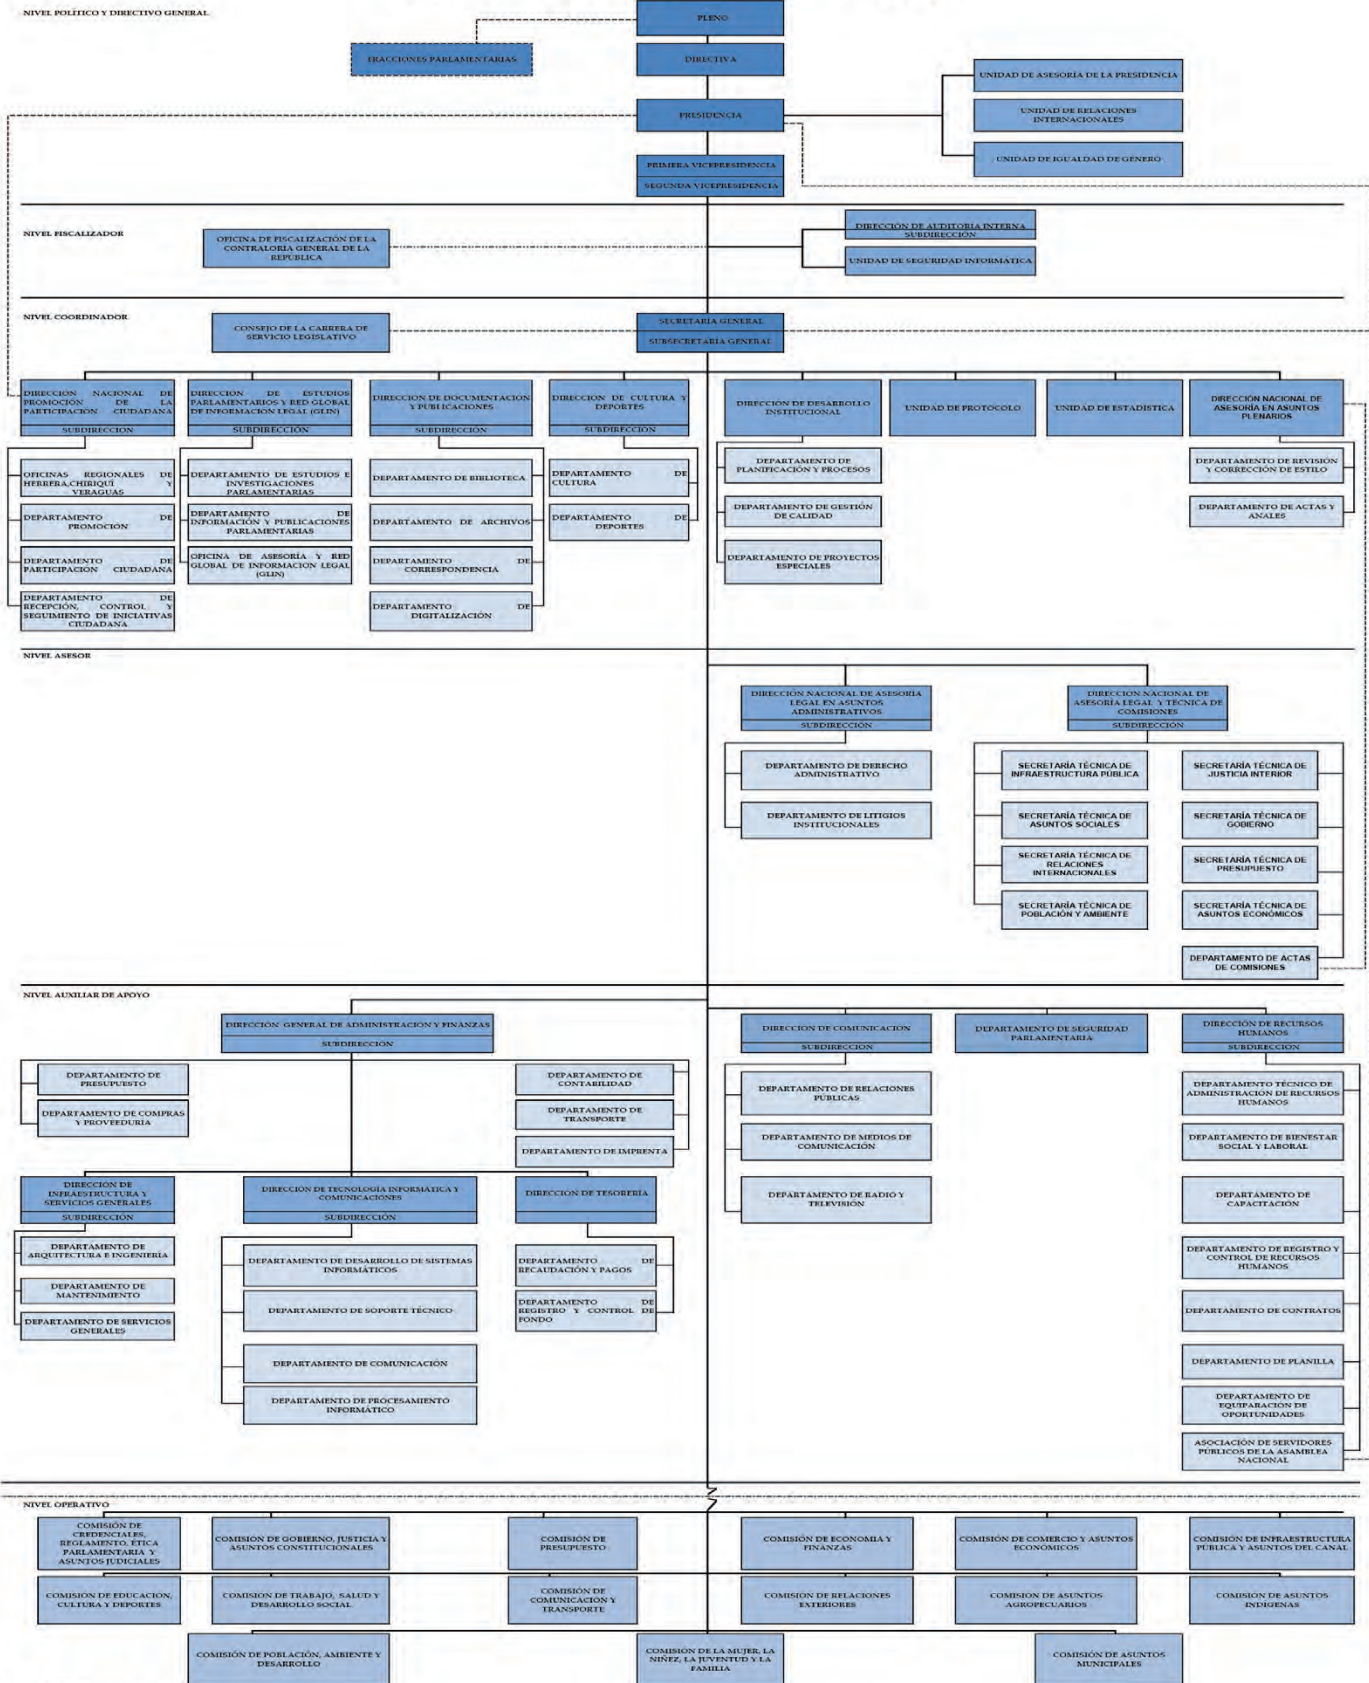 NIVEL POLÍTICO Y DIRECTIVO GENERAL
PLENO
FRACCIONES PARLAMENTARIAS
DIRECTIVA
UNIDAD DE ASESORÍA DE LA PRESIDENCIA
PRESIDENCIA
UNIDAD DE RELACIONES
INTERNACIONALES
UNIDAD DE IGUALDAD DE GÉNERO
PRIMERA VICEPRESIDENCIA
SEGUNDA VICEPRESIDENCIA
NIVEL FISCALIZADOR
OFICINA DE FISCALIZACIÓN DE LA
CONTRALORÍA GENERAL DE LA
REPÚBLICA
DIRECCIÓN DE AUDITORIA INTERNA
SUBDIRECCIÓN
UNIDAD DE SEGURIDAD INFORMÁTICA
NIVEL COORDINADOR
CONSEJO DE LA CARRERA DE
SERVICIO LEGISLATIVO
SECRETARÍA GENERAL
SUBSECRETARÍA GENERAL
DIRECCIÓN NACIONAL DE
PROMOCIÓN DE LA
PARTICIPACIÓN CIUDADANA
SUBDIRECCIÓN
DIRECCIÓN DE ESTUDIOS
PARLAMENTARIOS Y RED GLOBAL
DE INFORMACION LEGAL (GLIN)
SUBDIRECCIÓN
DIRECCIÓN DE DOCUMENTACIÓN
Y PUBLICACIONES
SUBDIRECCIÓN
DIRECCIÓN DE CULTURA Y
DEPORTES
SUBDIRECCIÓN
DIRECCIÓN DE DESARROLLO
INSTITUCIONAL
UNIDAD DE PROTOCOLO
UNIDAD DE ESTADÍSTICA
DIRECCIÓN NACIONAL DE
ASESORÍA EN ASUNTOS
PLENARIOS
OFICINAS REGIONALES DE
HERRERA,CHIRIQUÍ Y
VERAGUAS
DEPARTAMENTO DE
PROMOCIÓN
DEPARTAMENTO DE
PARTICIPACIÓN CIUDADANA
DEPARTAMENTO DE
RECEPCIÓN, CONTROL Y
SEGUIMIENTO DE INICIATIVAS
CIUDADANA
DEPARTAMENTO DE ESTUDIOS E
INVESTIGACIONES
PARLAMENTARIAS
DEPARTAMENTO DE
INFORMACIÓN Y PUBLICACIONES
PARLAMENTARIAS
OFICINA DE ASESORÍA Y RED
GLOBAL DE INFORMACION LEGAL
(GLIN)
DEPARTAMENTO DE BIBLIOTECA
DEPARTAMENTO DE ARCHIVOS
DEPARTAMENTO DE
CORRESPONDENCIA
DEPARTAMENTO DE
DIGITALIZACIÓN
DEPARTAMENTO DE
CULTURA
DEPARTAMENTO DE
DEPORTES
DEPARTAMENTO DE
PLANIFICACIÓN Y PROCESOS
DEPARTAMENTO DE GESTIÓN
DE CALIDAD
DEPARTAMENTO DE PROYECTOS
ESPECIALES
DEPARTAMENTO DE REVISIÓN
Y CORRECCIÓN DE ESTILO
DEPARTAMENTO DE ACTAS Y
ANALES
NIVEL ASESOR
DIRECCIÓN NACIONAL DE ASESORÍA
LEGAL EN ASUNTOS
ADMINISTRATIVOS
SUBDIRECCIÓN
DIRECCIÓN NACIONAL DE
ASESORÍA LEGAL Y TÉCNICA DE
COMISIONES
SUBDIRECCIÓN
DEPARTAMENTO DE DERECHO
ADMINISTRATIVO
DEPARTAMENTO DE LITIGIOS
INSTITUCIONALES
SECRETARÍA TÉCNICA DE
INFRAESTRUCTURA PÚBLICA
SECRETARÍA TÉCNICA DE
ASUNTOS SOCIALES
SECRETARÍA TÉCNICA DE
RELACIONES
INTERNACIONALES
SECRETARÍA TÉCNICA DE
POBLACIÓN Y AMBIENTE
SECRETARÍA TÉCNICA DE
JUSTICIA INTERIOR
SECRETARÍA TÉCNICA DE
GOBIERNO
SECRETARÍA TÉCNICA DE
PRESUPUESTO
SECRETARÍA TÉCNICA DE
ASUNTOS ECONÓMICOS
DEPARTAMENTO DE ACTAS
DE COMISIONES
NIVEL AUXILIAR DE APOYO
DIRECCIÓN GENERAL DE ADMINISTRACIÓN Y FINANZAS
SUBDIRECCIÓN
DIRECCIÓN DE COMUNICACIÓN
SUBDIRECCIÓN
DEPARTAMENTO DE SEGURIDAD
PARLAMENTARIA
DIRECCIÓN DE RECURSOS
HUMANOS
SUBDIRECCIÓN
DEPARTAMENTO DE
PRESUPUESTO
DEPARTAMENTO DE COMPRAS
Y PROVEEDURÍA
DEPARTAMENTO DE
CONTABILIDAD
DEPARTAMENTO DE
TRANSPORTE
DEPARTAMENTO DE IMPRENTA
DIRECCIÓN DE
INFRAESTRUCTURA Y
SERVICIOS GENERALES
SUBDIRECCIÓN
DIRECCIÓN DE TECNOLOGÍA INFORMÁTICA Y
COMUNICACIONES
SUBDIRECCIÓN
DIRECCIÓN DE TESORERÍA
SUBDIRECCIÓN
DEPARTAMENTO DE
ARQUITECTURA E INGENIERÍA
DEPARTAMENTO DE
MANTENIMIENTO
DEPARTAMENTO DE SERVICIOS
GENERALES
DEPARTAMENTO DE DESARROLLO DE SISTEMAS
INFORMÁTICOS
DEPARTAMENTO DE SOPORTE TÉCNICO
DEPARTAMENTO DE COMUNICACIÓN
DEPARTAMENTO DE PROCESAMIENTO
INFORMÁTICO
DEPARTAMENTO DE
RECAUDACIÓN Y PAGOS
DEPARTAMENTO DE
REGISTRO Y CONTROL DE
FONDO
DEPARTAMENTO DE RELACIONES
PÚBLICAS
DEPARTAMENTO DE MEDIOS DE
COMUNICACIÓN
DEPARTAMENTO DE RADIO Y
TELEVISIÓN
DEPARTAMENTO TÉCNICO DE
ADMINISTRACIÓN DE RECURSOS
HUMANOS
DEPARTAMENTO DE BIENESTAR
SOCIAL Y LABORAL
DEPARTAMENTO DE
CAPACITACIÓN
DEPARTAMENTO DE REGISTRO Y
CONTROL DE RECURSOS
HUMANOS
DEPARTAMENTO DE CONTRATOS
DEPARTAMENTO DE PLANILLA
DEPARTAMENTO DE
EQUIPARACIÓN DE
OPORTUNIDADES
ASOCIACIÓN DE SERVIDORES
PÚBLICOS DE LA ASAMBLEA
NACIONAL
NIVEL OPERATIVO
COMISIÓN DE
CREDENCIALES,
REGLAMENTO, ÉTICA
PARLAMENTARIA Y
ASUNTOS JUDICIALES
COMISIÓN DE GOBIERNO, JUSTICIA Y
ASUNTOS CONSTITUCIONALES
COMISIÓN DE
PRESUPUESTO
COMISIÓN DE ECONOMÍA Y
FINANZAS
COMISIÓN DE COMERCIO Y ASUNTOS
ECONÓMICOS
COMISIÓN DE INFRAESTRUCTURA
PÚBLICA Y ASUNTOS DEL CANAL
COMISIÓN DE EDUCACIÓN,
CULTURA Y DEPORTES
COMISIÓN DE TRABAJO, SALUD Y
DESARROLLO SOCIAL
COMISIÓN DE
COMUNICACIÓN Y
TRANSPORTE
COMISIÓN DE RELACIONES
EXTERIORES
COMISIÓN DE ASUNTOS
AGROPECUARIOS
COMISIÓN DE ASUNTOS
INDÍGENAS
COMISIÓN DE POBLACIÓN, AMBIENTE Y
DESARROLLO
COMISIÓN DE LA MUJER, LA
NIÑEZ, LA JUVENTUD Y LA
FAMILIA
COMISIÓN DE ASUNTOS
MUNICIPALES